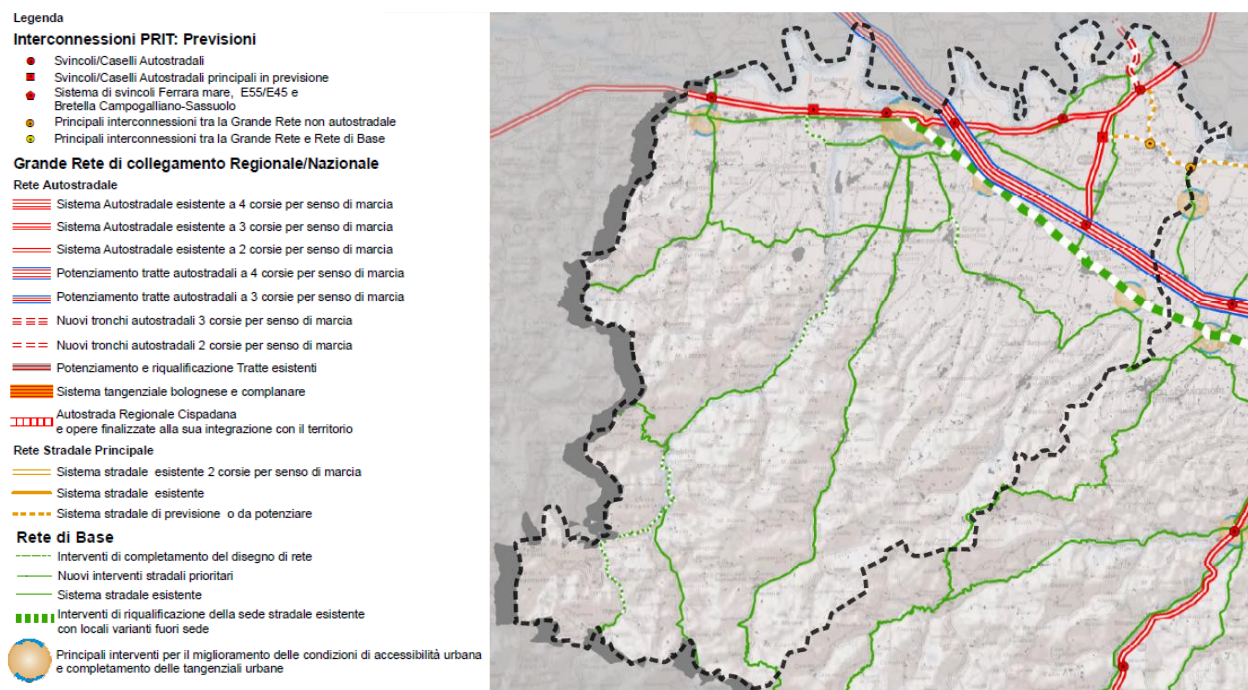 Legenda
Interconnessioni PRIT: Previsioni
Svincoli/Caselli Autostradali
Svincoli/Caselli Autostradali principali in previsione
Sistema di svincoli Ferrara mare, E55/E45 e
Bretella Campogalliano-Sassuolo
Principali interconnessioni tra la Grande Rete non autostradale
Principali interconnessioni tra la Grande Rete e Rete di Base
Grande Rete di collegamento Regionale/Nazionale
Rete Autostradale
Sistema Autostradale esistente a 4 corsie per senso di marcia
Sistema Autostradale esistente a 3 corsie per senso di marcia
Sistema Autostradale esistente a 2 corsie per senso di marcia
Potenziamento tratte autostradali a 4 corsie per senso di marcia
Potenziamento tratte autostradali a 3 corsie per senso di marcia
Nuovi tronchi autostradali 3 corsie per senso di marcia
Nuovi tronchi autostradali 2 corsie per senso di marcia
Potenziamento e riqualificazione Tratte esistenti
Sistema tangenziale bolognese e complanare
Autostrada Regionale Cispadana
e opere finalizzate alla sua integrazione con il territorio
Rete Stradale Principale
Sistema stradale esistente 2 corsie per senso di marcia
Sistema stradale esistente
Sistema stradale di previsione o da potenziare
Rete di Base
Interventi di completamento del disegno di rete
Nuovi interventi stradali prioritari
Sistema stradale esistente
Interventi di riqualificazione della sede stradale esistente
con locali varianti fuori sede
Principali interventi per il miglioramento delle condizioni di accessibilità urbana
e completamento delle tangenziali urbane